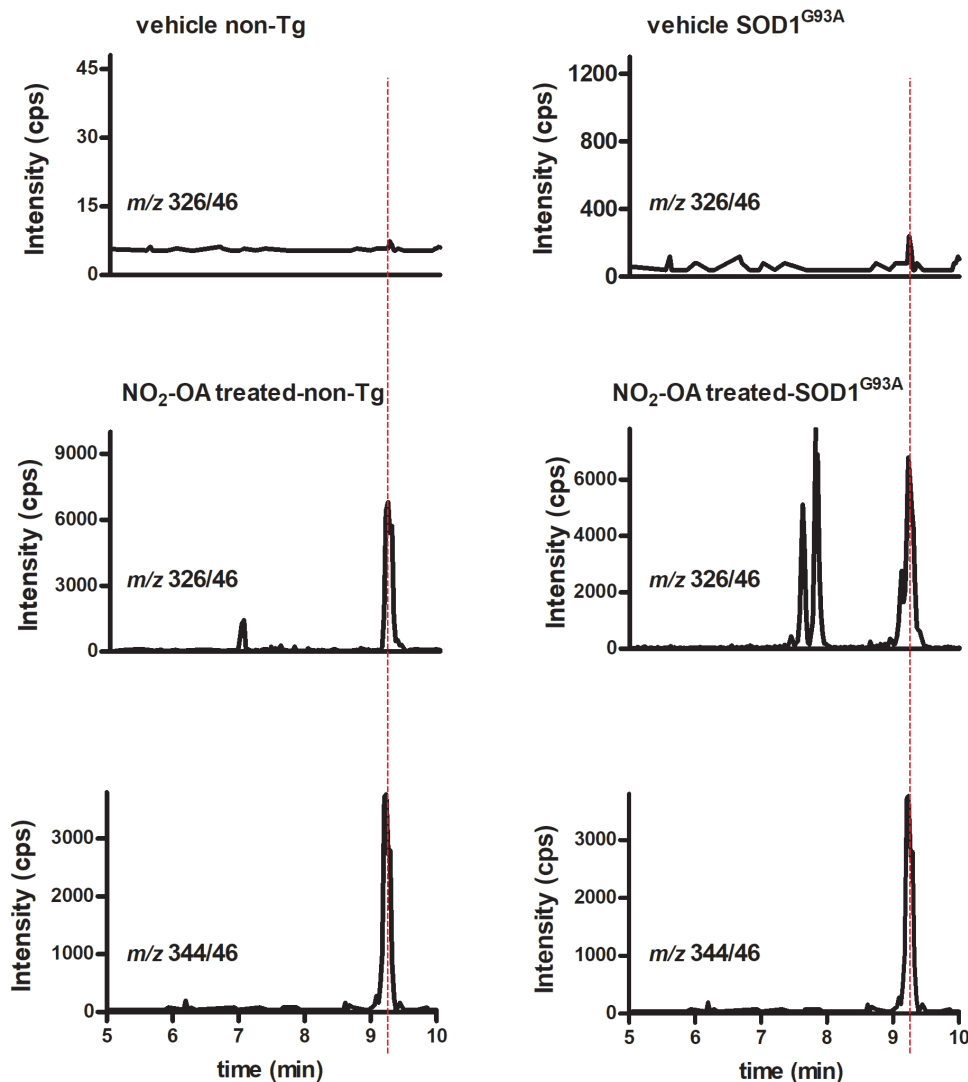 vehicle non-Tg
Intensity (cps)
45
30
15
0
m/z 326/46
vehicle SOD1^G93A
Intensity (cps)
1200
800
400
0
m/z 326/46
NO₂-OA treated-non-Tg
Intensity (cps)
9000
6000
3000
0
m/z 326/46
NO₂-OA treated-SOD1^G93A
Intensity (cps)
6000
4000
2000
0
m/z 326/46
Intensity (cps)
3000
2000
1000
0
m/z 344/46
5 6 7 8 9 10
time (min)
Intensity (cps)
3000
2000
1000
0
m/z 344/46
5 6 7 8 9 10
time (min)